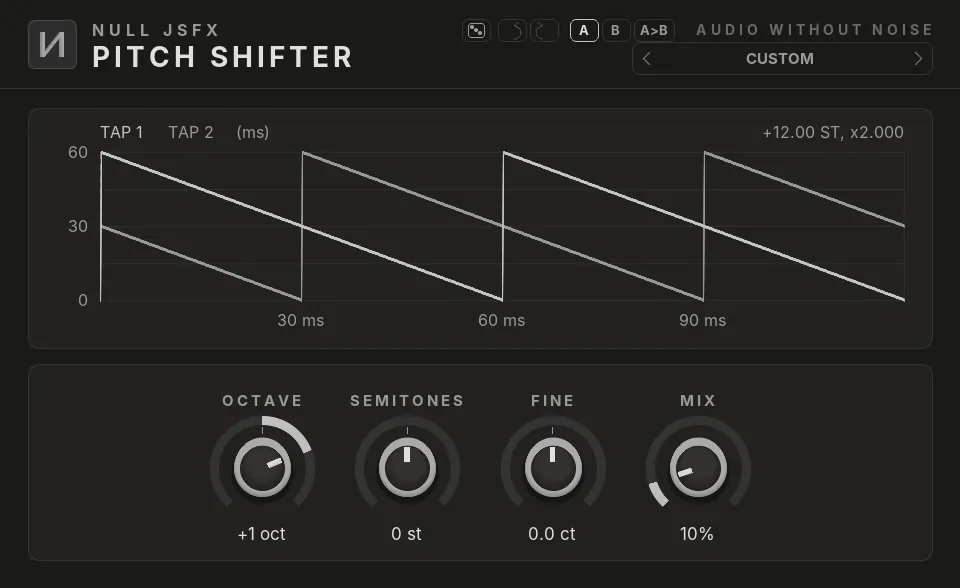 NULL JSFX
PITCH SHIFTER
A B A>B
AUDIO WITHOUT NOISE
CUSTOM
TAP 1 TAP 2 (ms)
+12.00 ST, x2.000
60
30
0
30 ms 60 ms 90 ms
OCTAVE SEMITONES FINE MIX
+1 oct 0 st 0.0 ct 10%